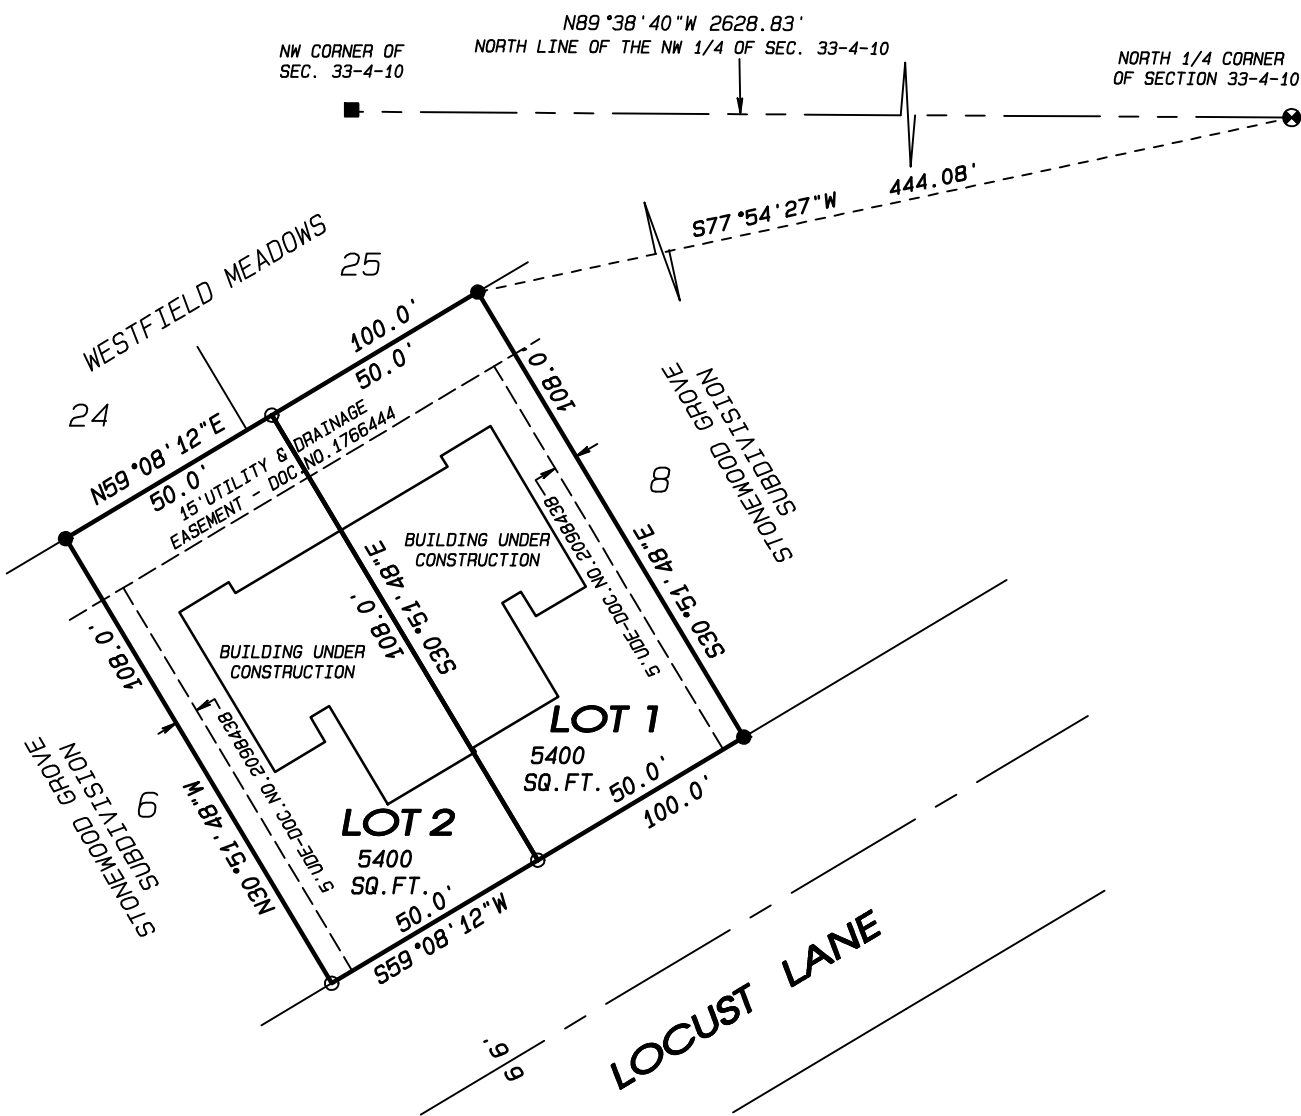 N89°38'40"W 2628.83'
NORTH LINE OF THE NW 1/4 OF SEC. 33-4-10
NW CORNER OF
SEC. 33-4-10
NORTH 1/4 CORNER
OF SECTION 33-4-10
S77°54'27"W 444.08'
WESTFIELD MEADOWS
25
24
100.0'
50.0'
N59°08'12"E
50.0'
15'UTILITY & DRAINAGE
EASEMENT - DOC.NO.1766444
108.0'
STONEWOOD GROVE
SUBDIVISION
8
S30°51'48"E
5'UDE-DOC.NO.2098438
BUILDING UNDER
CONSTRUCTION
S30°51'48"E
108.0'
BUILDING UNDER
CONSTRUCTION
108.0'
5'UDE-DOC.NO.2098438
N30°51'48"W
STONEWOOD GROVE
SUBDIVISION
6
LOT 1
5400
SQ.FT.
50.0'
100.0'
LOT 2
5400
SQ.FT.
50.0'
S59°08'12"W
LOCUST LANE
66'